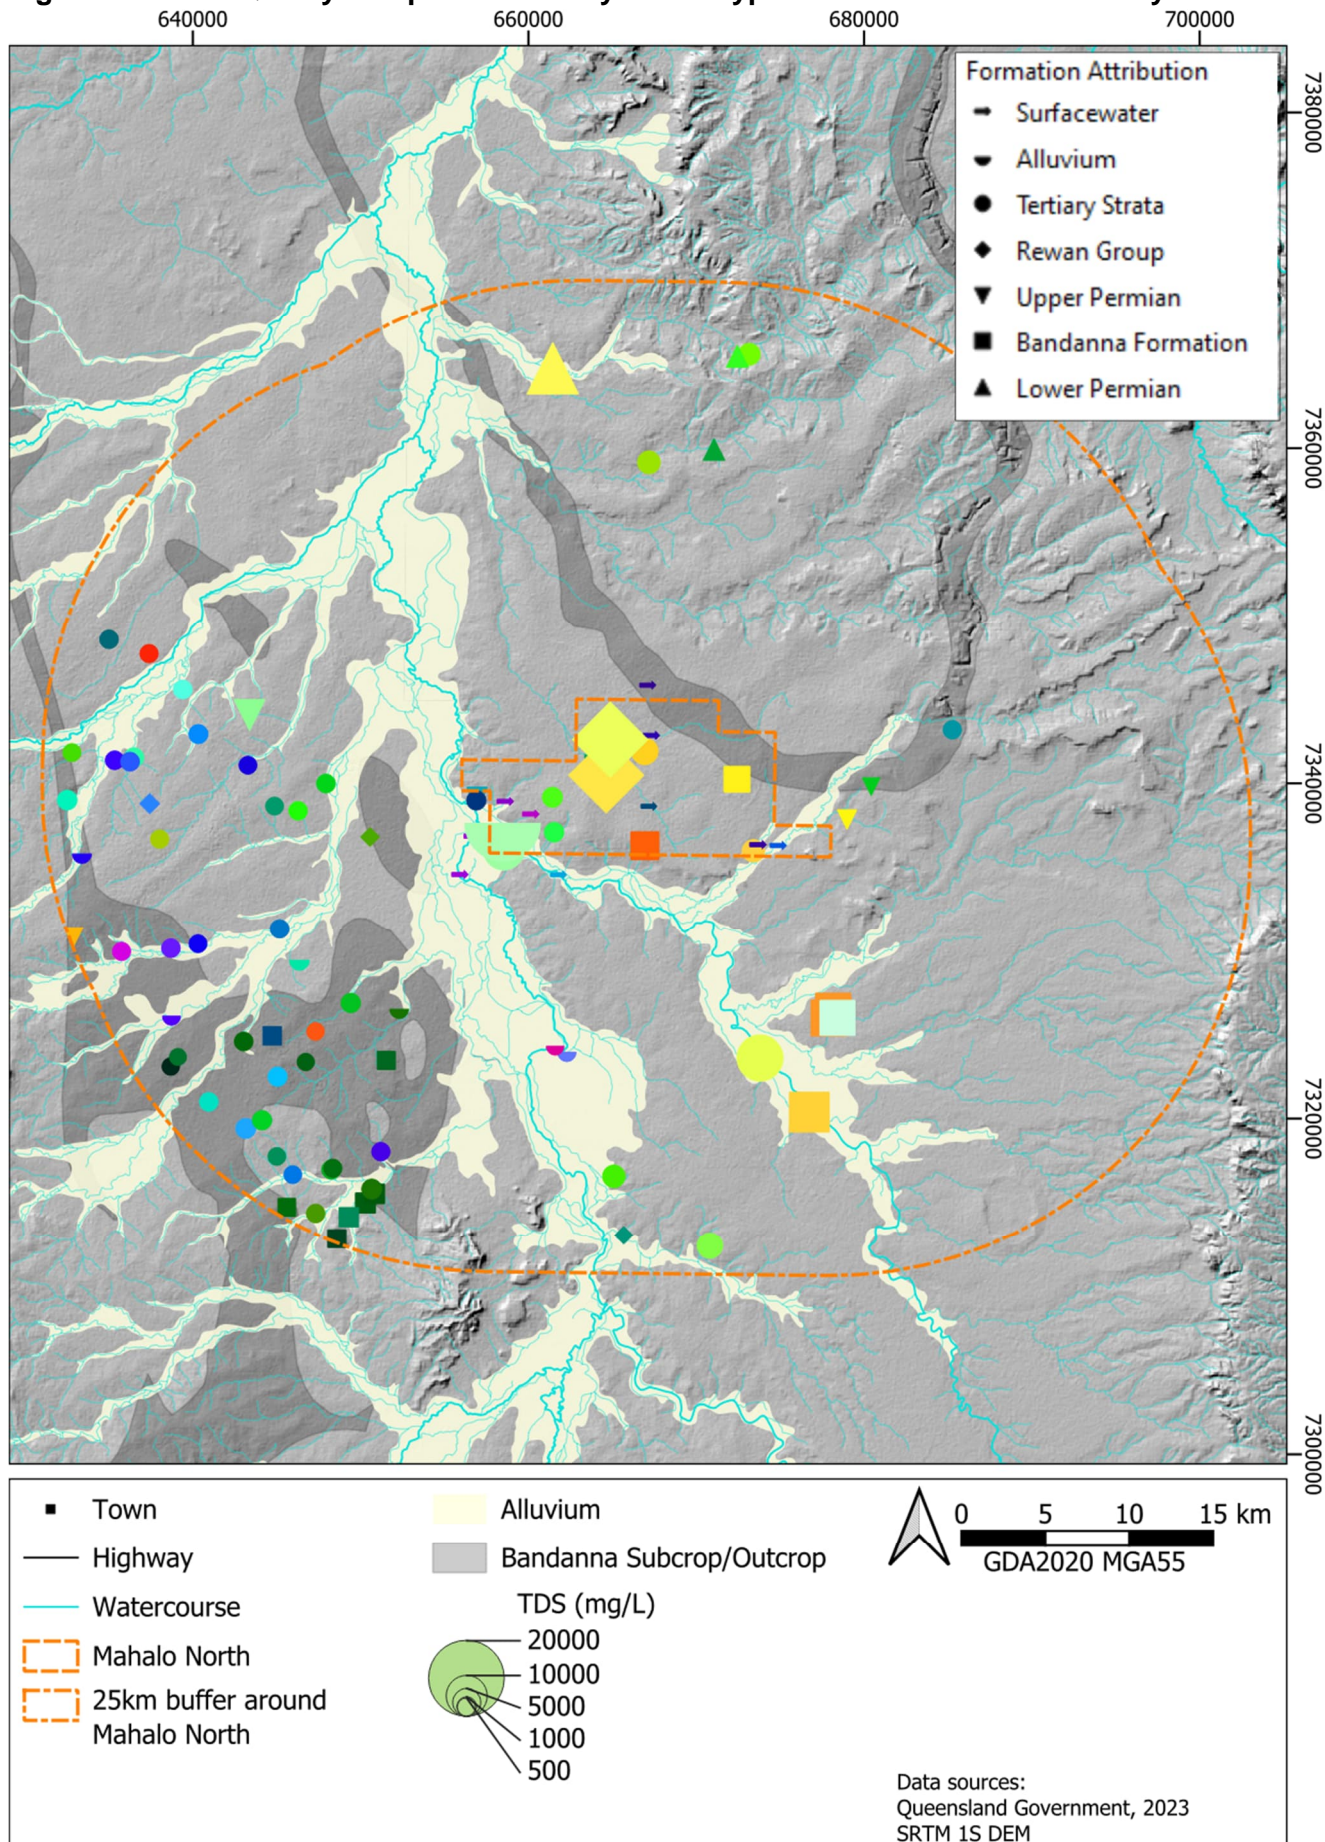 640000 660000 680000 700000
Formation Attribution
Surfacewater
Alluvium
Tertiary Strata
Rewan Group
Upper Permian
Bandanna Formation
Lower Permian
7380000
7360000
7340000
7320000
7300000
Town
Highway
Watercourse
Mahalo North
25km buffer around
Mahalo North
Alluvium
Bandanna Subcrop/Outcrop
TDS (mg/L)
20000
10000
5000
1000
500
0 5 10 15 km
GDA2020 MGA55
Data sources:
Queensland Government, 2023
SRTM 1S DEM